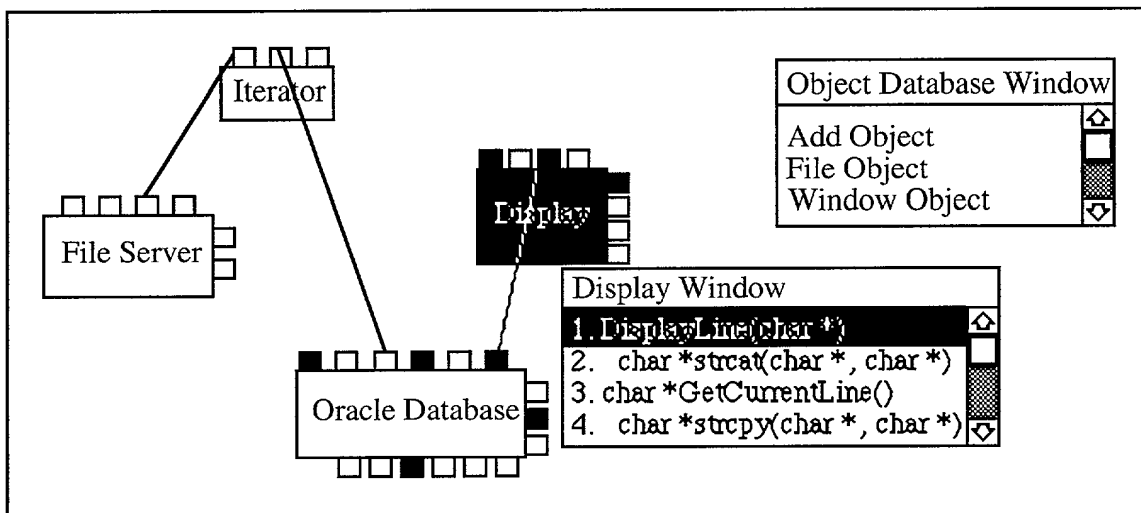 Iterator
Object Database Window
Add Object
File Object
Window Object
File Server
Display
Display Window
1. DisplayLine(char *)
2. char *strcat(char *, char *)
3. char *GetCurrentLine()
4. char *strcpy(char *, char *)
Oracle Database